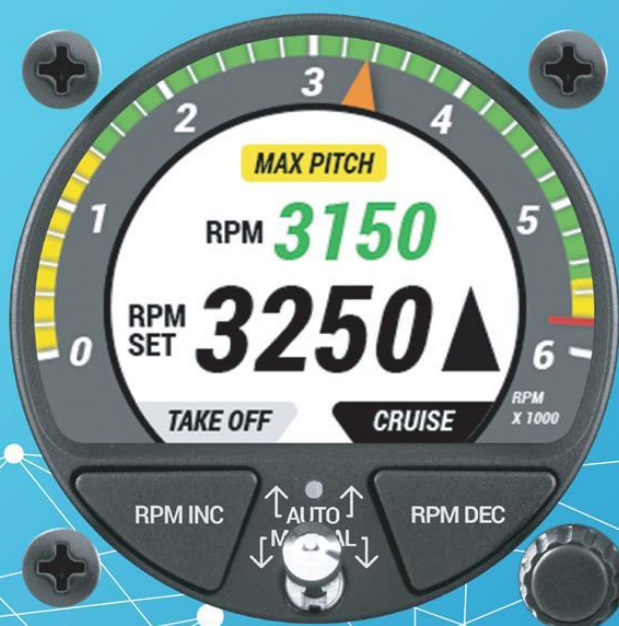 3
2
4
1
5
0
6
MAX PITCH
RPM 3150
RPM SET 3250
RPM X 1000
TAKE OFF
CRUISE
RPM INC
AUTO
RPM DEC